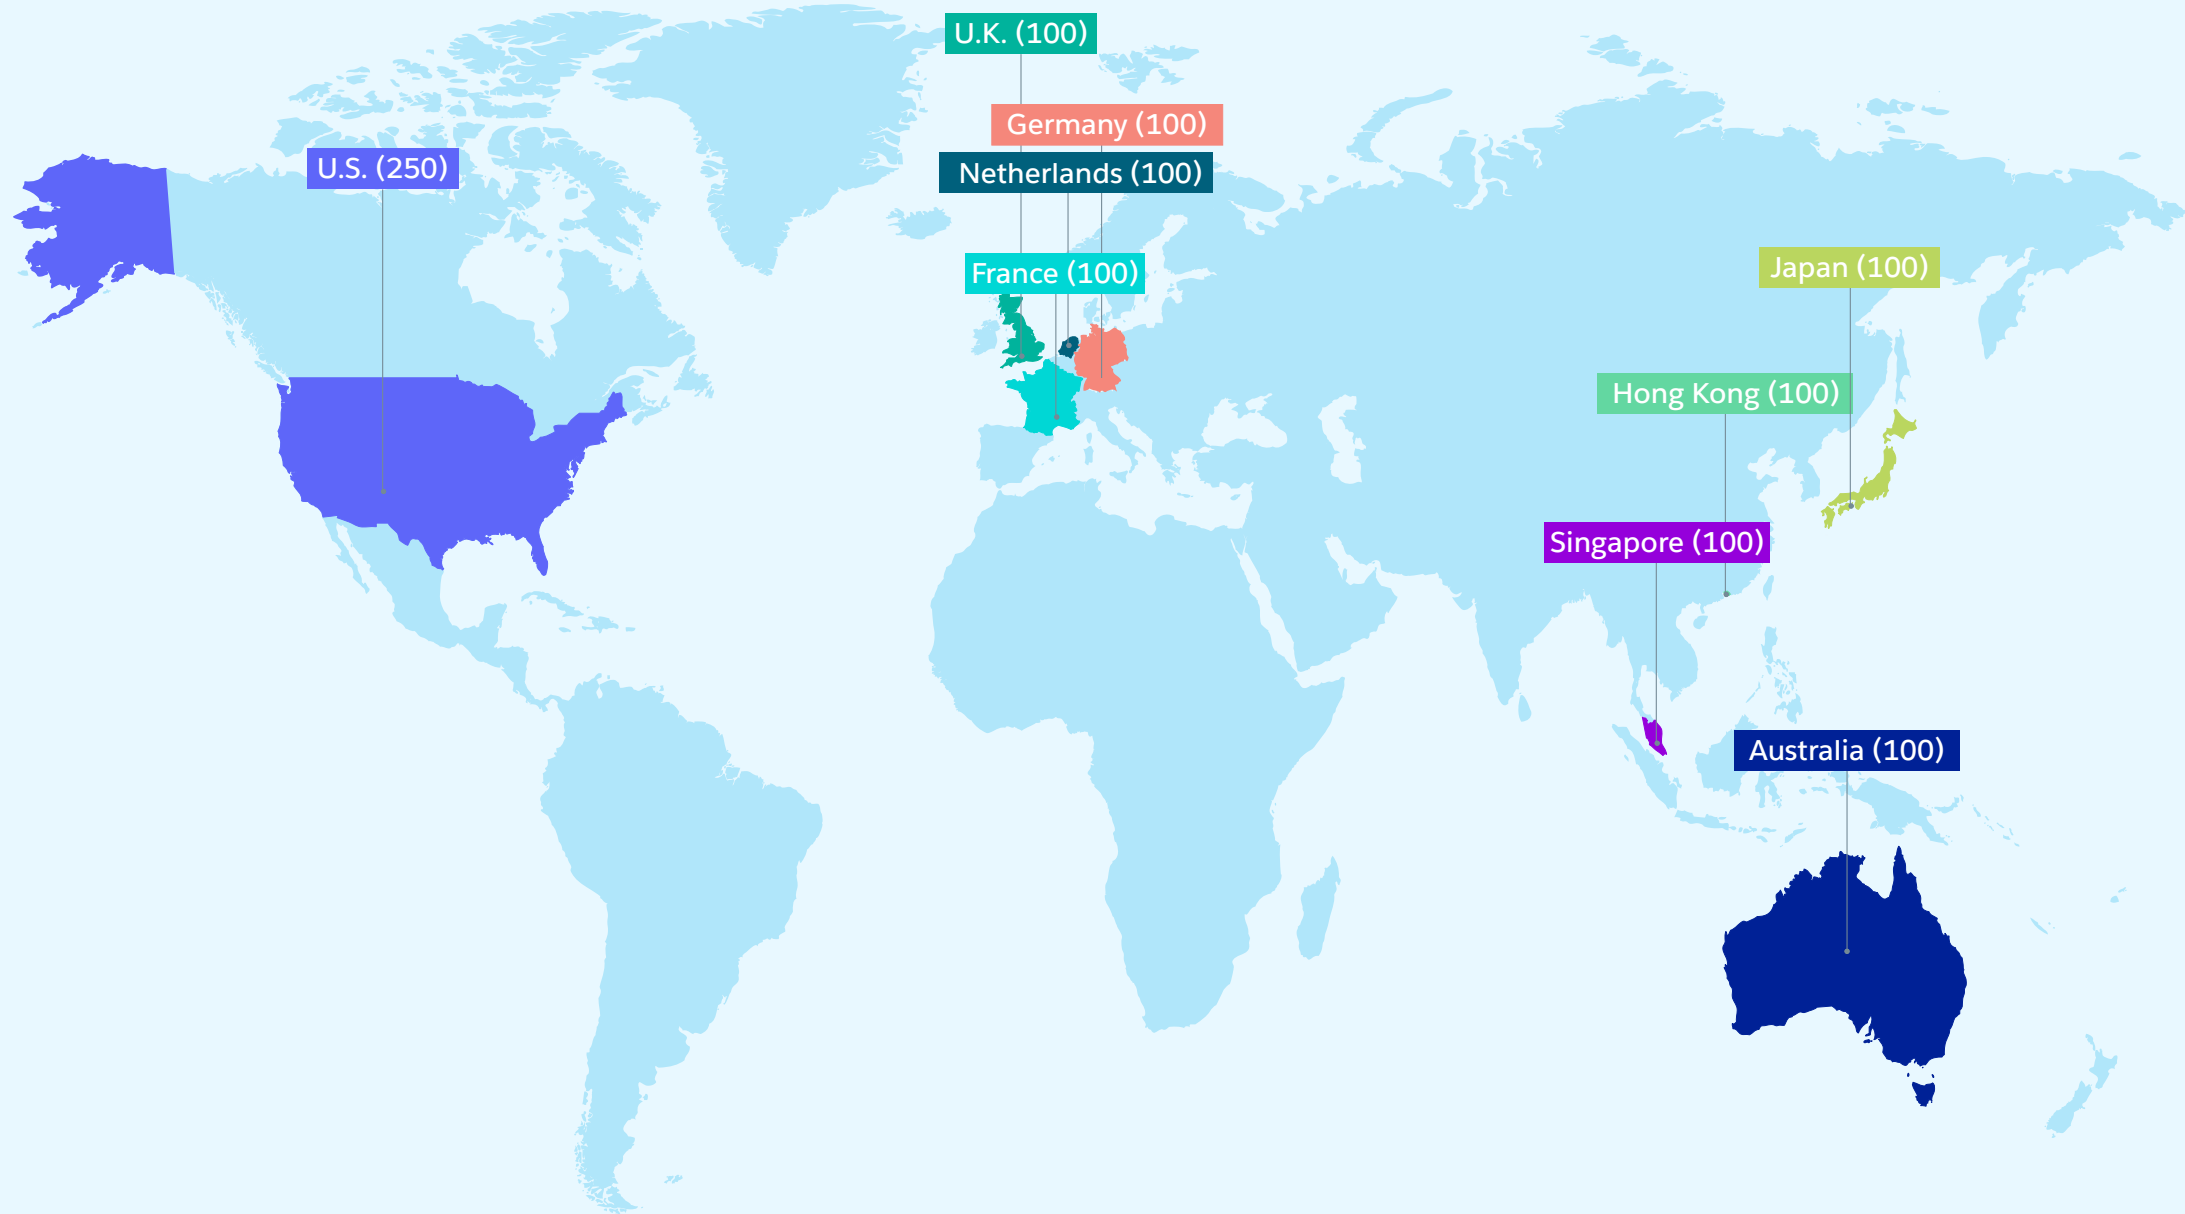 U.K. (100)
Germany (100)
U.S. (250)
Netherlands (100)
France (100)
Japan (100)
Hong Kong (100)
Singapore (100)
Australia (100)